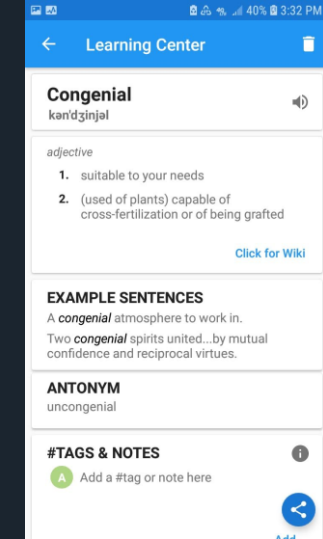 40% 3:32 PM
Learning Center
Congenial
kən'dʒinjəl
adjective
1. suitable to your needs
2. (used of plants) capable of
cross-fertilization or of being grafted
Click for Wiki
EXAMPLE SENTENCES
A congenial atmosphere to work in.
Two congenial spirits united...by mutual
confidence and reciprocal virtues.
ANTONYM
uncongenial
#TAGS & NOTES
A Add a #tag or note here
Add